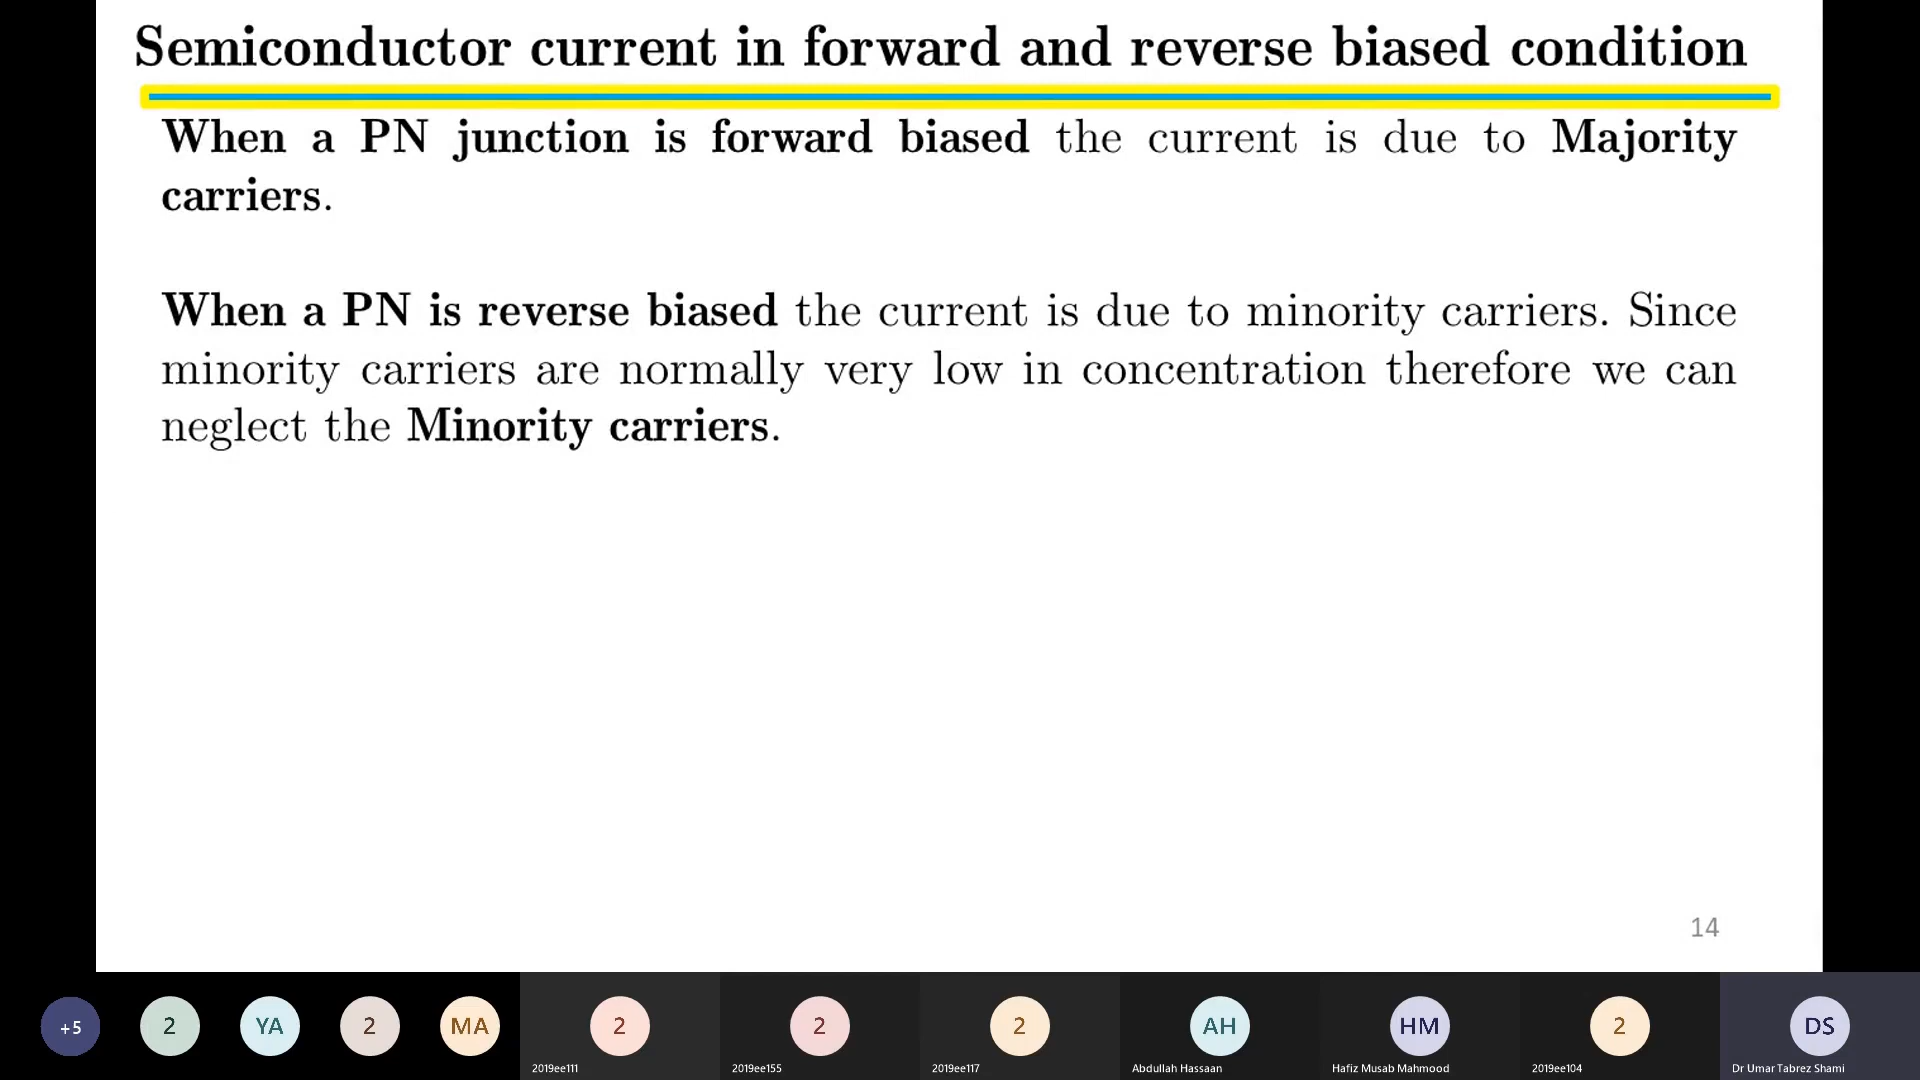 Semiconductor current in forward and reverse biased condition
When a PN junction is forward biased the current is due to Majority
carriers.
When a PN is reverse biased the current is due to minority carriers. Since
minority carriers are normally very low in concentration therefore we can
neglect the Minority carriers.
14
+5 2 YA 2 MA 2 2 2 AH HM 2 DS
2019ee111 2019ee155 2019ee117 Abdullah Hassaan Hafiz Musab Mahmood 2019ee104 Dr Umar Tabrez Shami